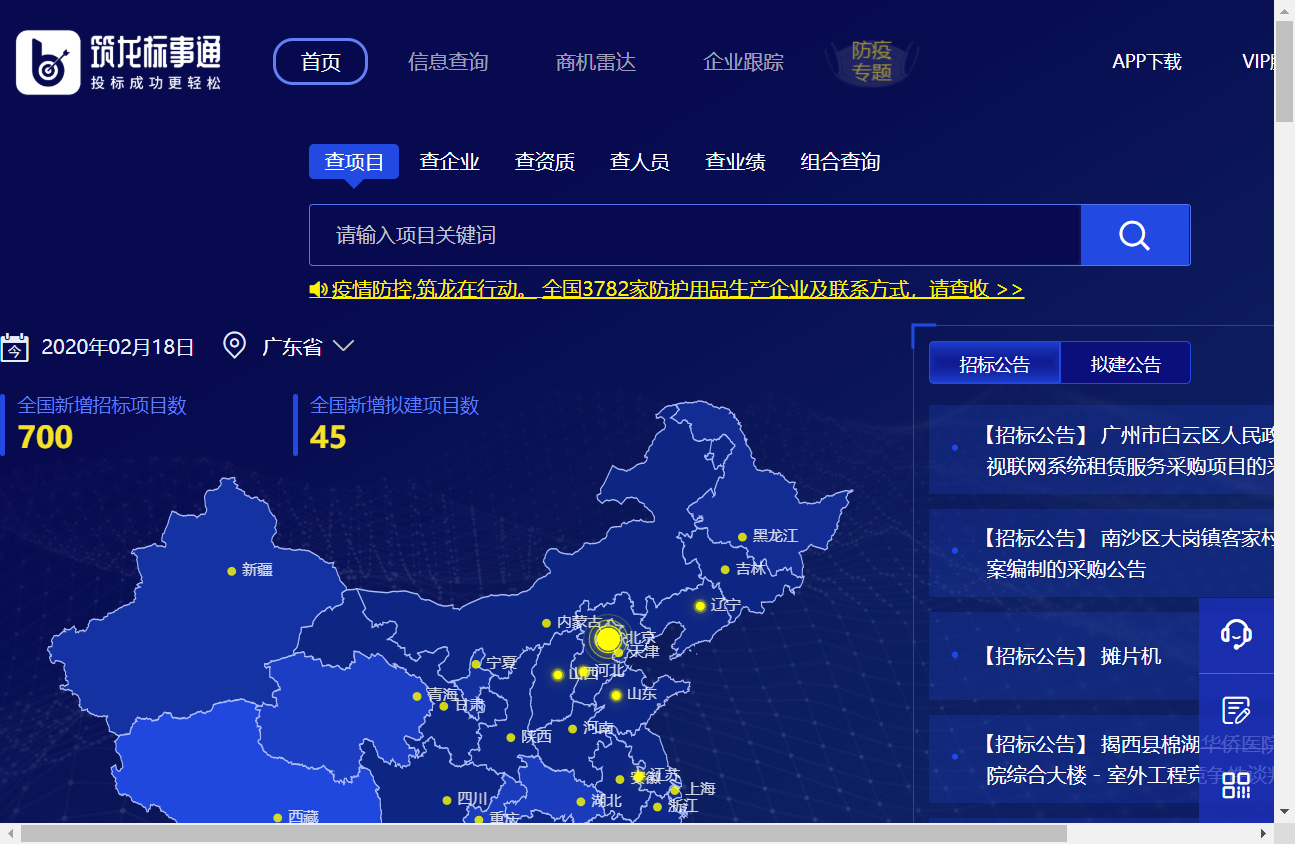 筑龙标事通
投标成功更轻松
首页
信息查询
商机雷达
企业跟踪
防疫
专题
APP下载
VIP
查项目
查企业
查资质
查人员
查业绩
组合查询
请输入项目关键词
疫情防控,筑龙在行动。 全国3782家防护用品生产企业及联系方式，请查收 >>
今
2020年02月18日
广东省
招标公告
拟建公告
全国新增招标项目数
700
全国新增拟建项目数
45
【招标公告】 广州市白云区人民政
视联网系统租赁服务采购项目的采
【招标公告】 南沙区大岗镇客家村
案编制的采购公告
【招标公告】 摊片机
【招标公告】 揭西县棉湖华侨医院
院综合大楼 - 室外工程竞争性谈判
黑龙江
新疆
吉林
辽宁
内蒙古
北京
天津
宁夏
山西
河北
青海
山东
甘肃
河南
陕西
安徽
江苏
上海
四川
湖北
浙江
西藏
重庆